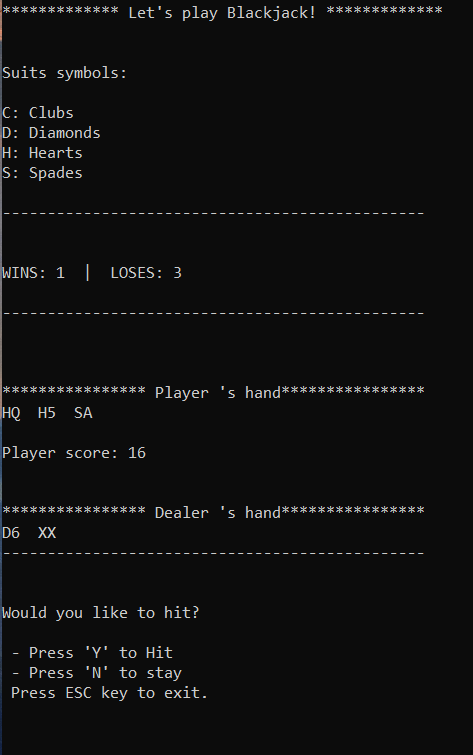 ************* Let's play Blackjack! *************
Suits symbols:
C: Clubs
D: Diamonds
H: Hearts
S: Spades
-----------------------------------------------
WINS: 1  |  LOSES: 3
-----------------------------------------------
**************** Player 's hand****************
HQ  H5  SA
Player score: 16
**************** Dealer 's hand****************
D6  XX
-----------------------------------------------
Would you like to hit?
- Press 'Y' to Hit
- Press 'N' to stay
Press ESC key to exit.